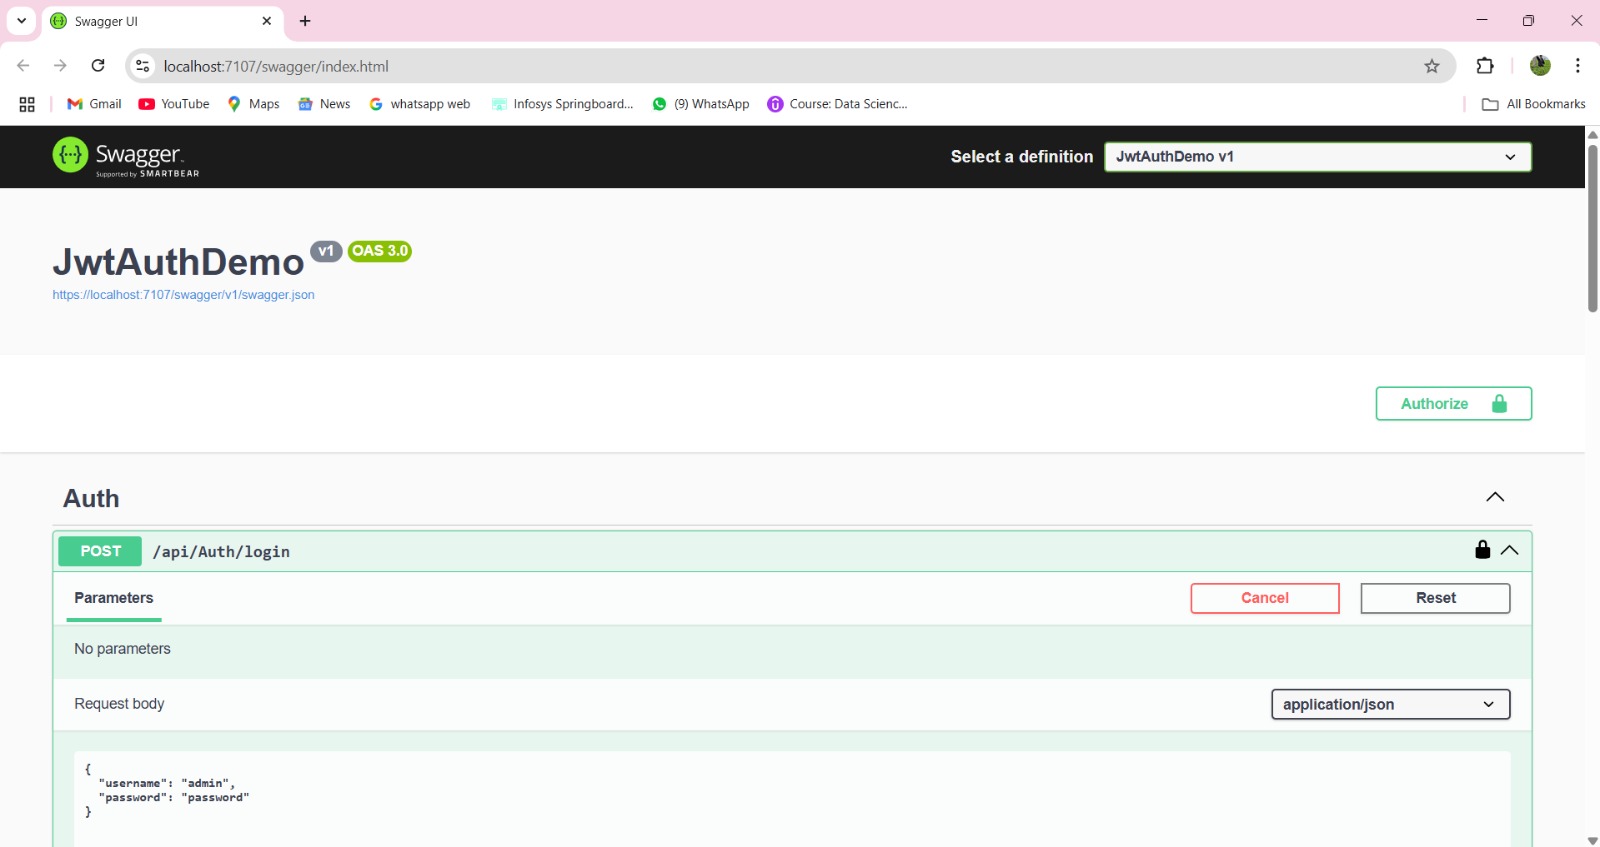 Swagger UI
localhost:7107/swagger/index.html
Gmail YouTube Maps News whatsapp web Infosys Springboard... (9) WhatsApp Course: Data Scienc... All Bookmarks
Swagger
Supported by SMARTBEAR
Select a definition JwtAuthDemo v1
JwtAuthDemo v1 OAS 3.0
https://localhost:7107/swagger/v1/swagger.json
Authorize
Auth
POST /api/Auth/login
Parameters Cancel Reset
No parameters
Request body application/json
{
"username": "admin",
"password": "password"
}